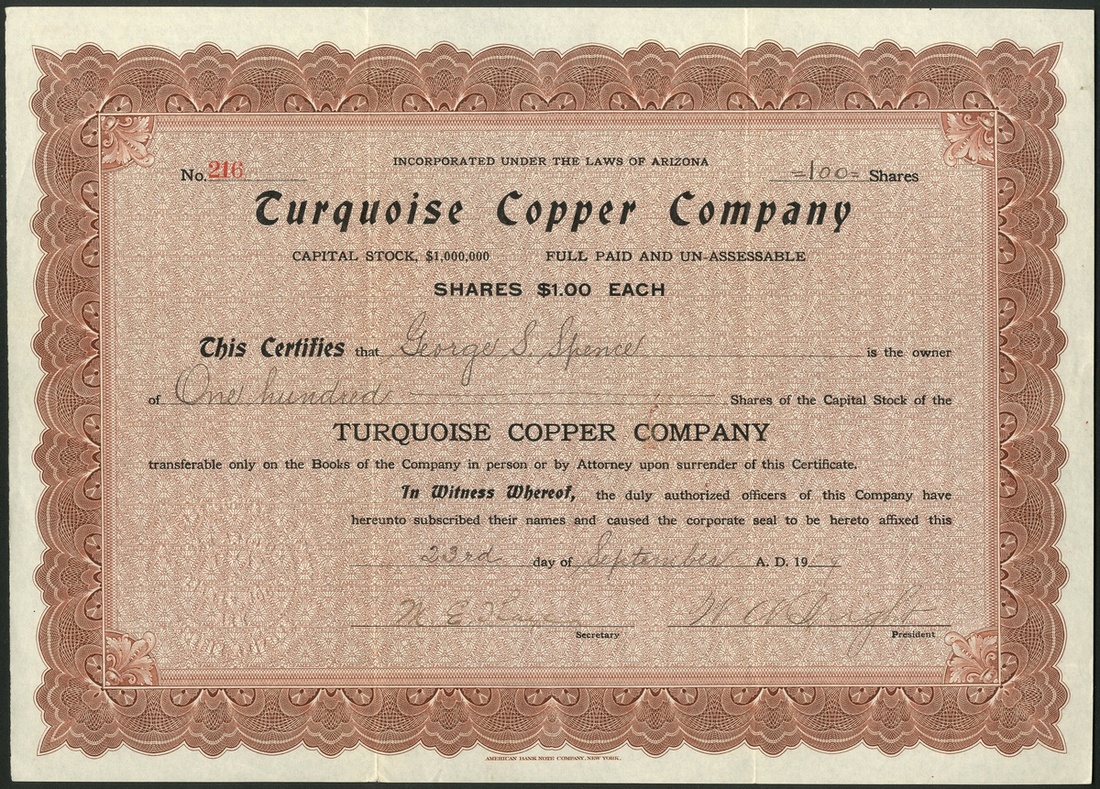 INCORPORATED UNDER THE LAWS OF ARIZONA
No. 216 =100= Shares
Turquoise Copper Company
CAPITAL STOCK, $1,000,000 FULL PAID AND UN-ASSESSABLE
SHARES $1.00 EACH
This Certifies that George S. Spence is the owner
of One hundred Shares of the Capital Stock of the
TURQUOISE COPPER COMPANY
transferable only on the Books of the Company in person or by Attorney upon surrender of this Certificate.
In Witness Whereof, the duly authorized officers of this Company have
hereunto subscribed their names and caused the corporate seal to be hereto affixed this
23rd day of September A. D. 19
M. E.
W A
Secretary
President
AMERICAN BANK NOTE COMPANY, NEW YORK.